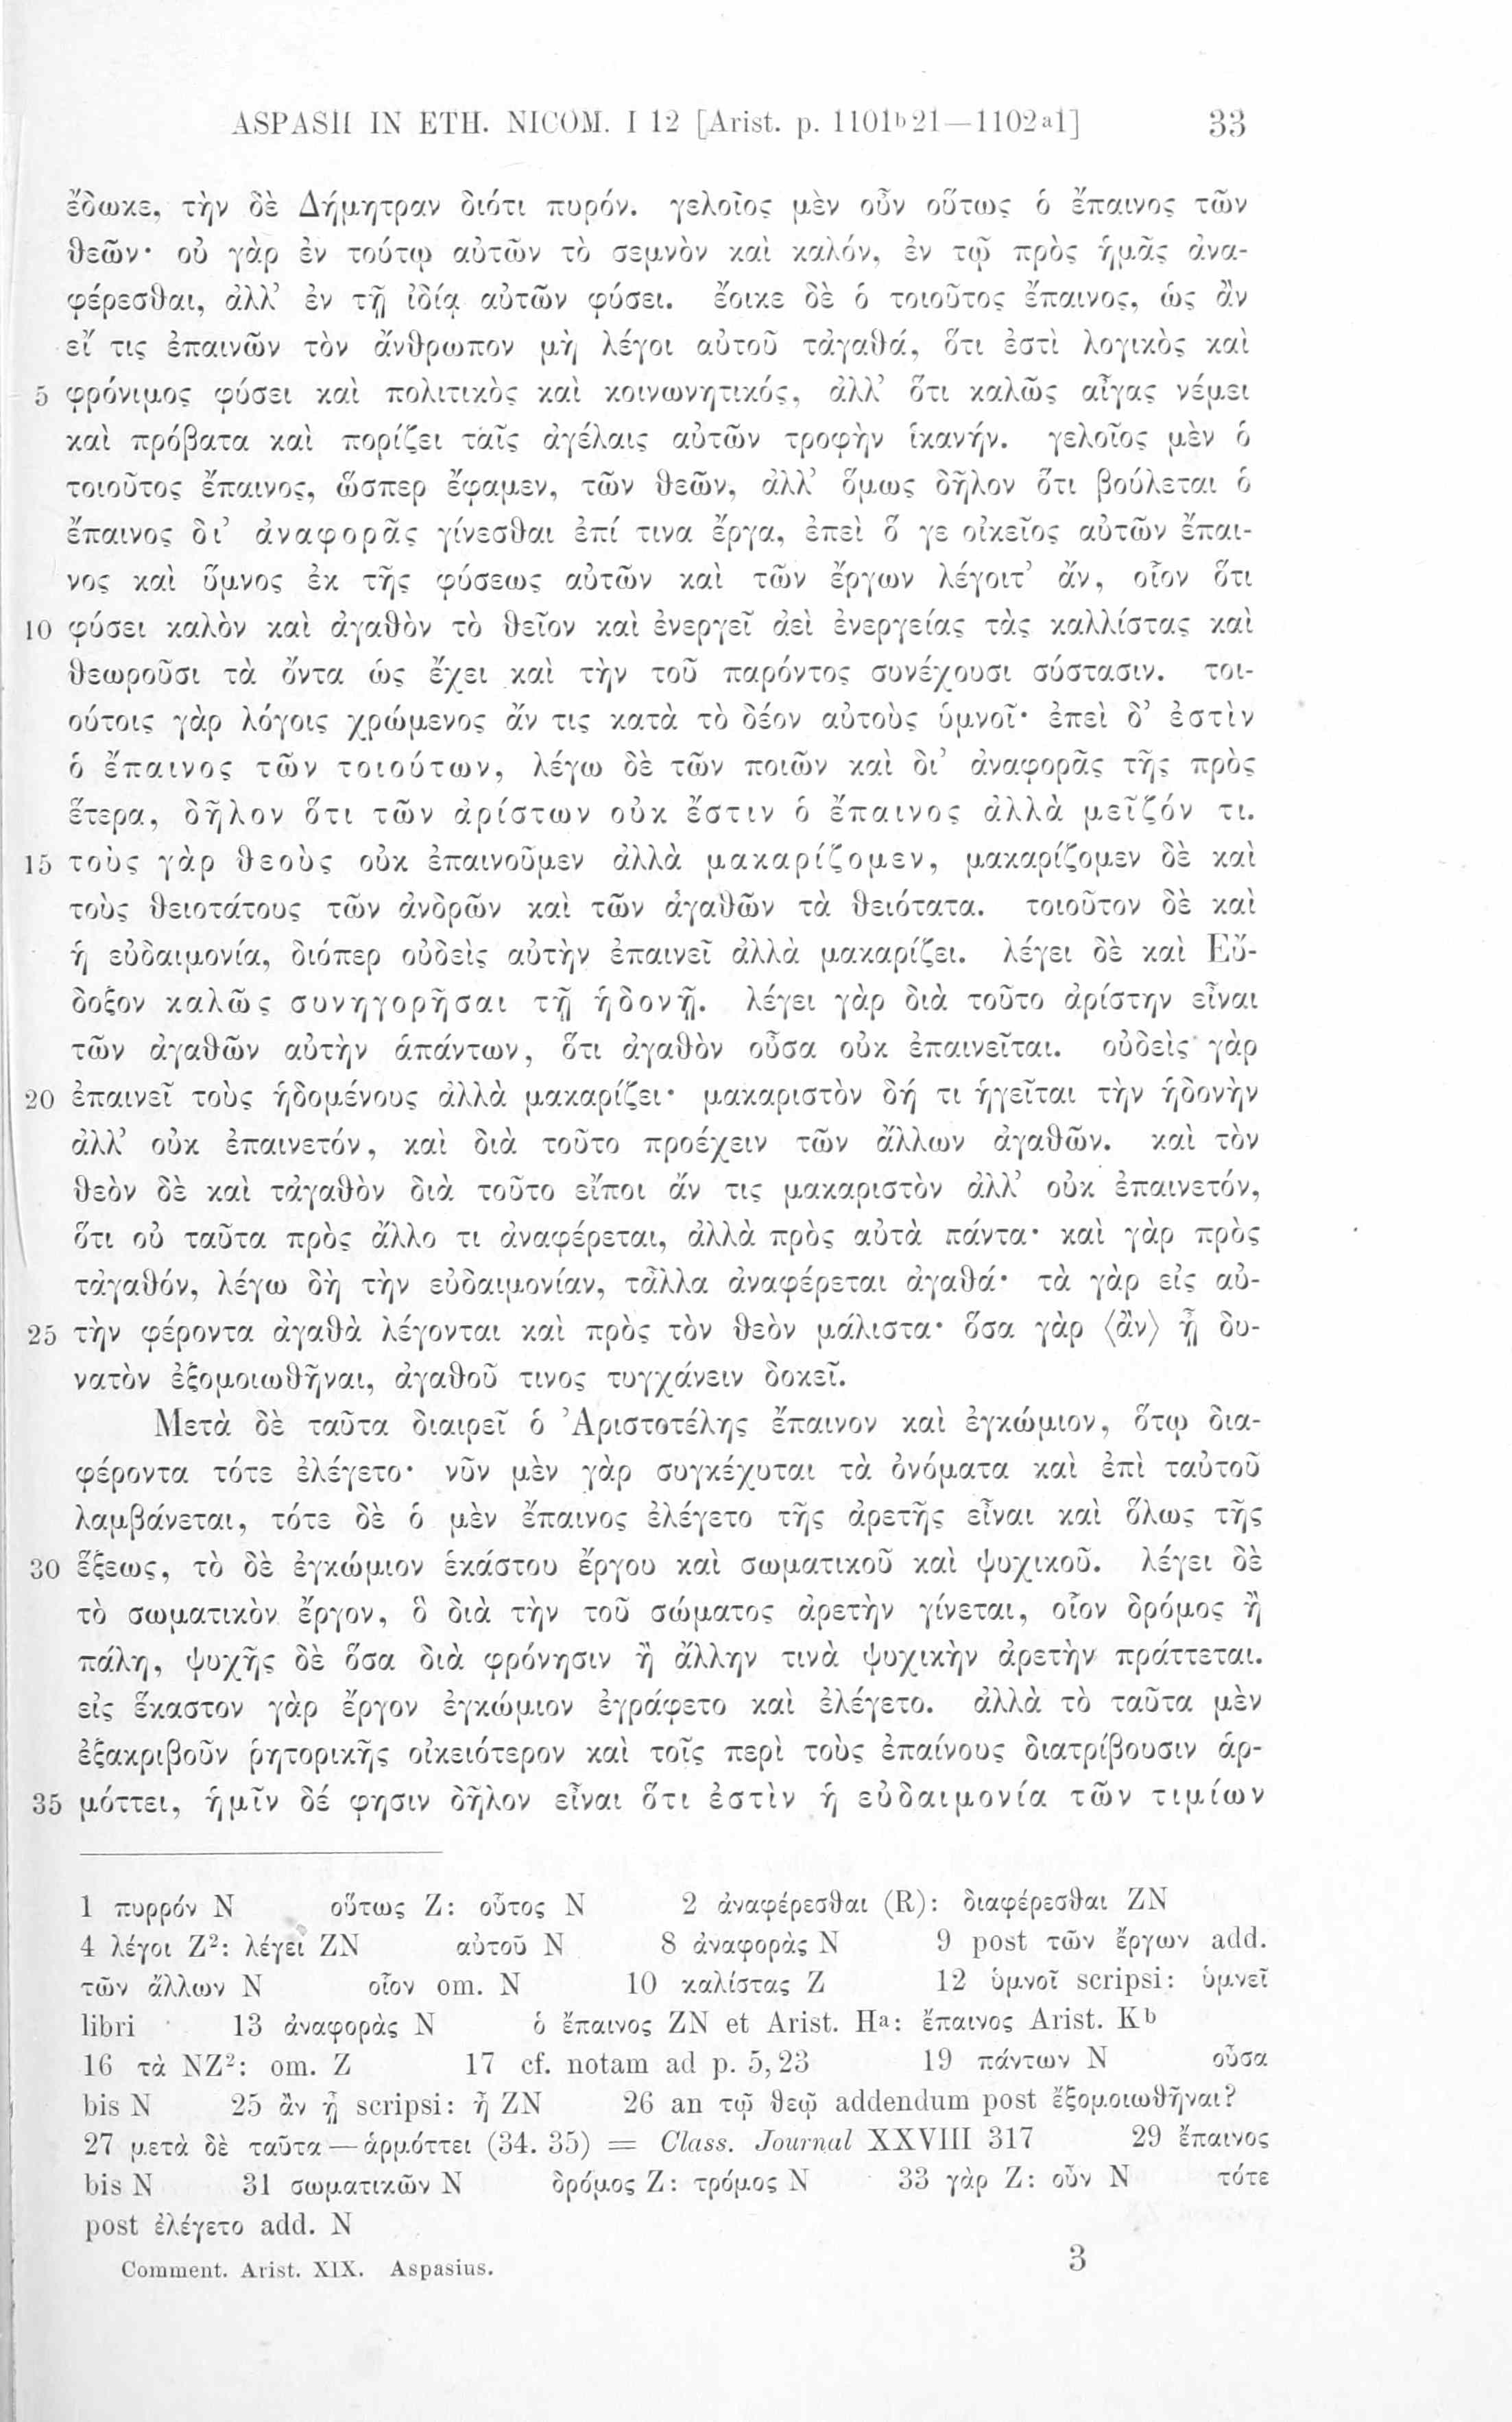 ASPASII IN ETH. NICOM. I 12 [Arist. p. 1101b21—1102a1] 33
ἔδωκε, τὴν δὲ Δήμητραν διότι πυρόν. γελοῖος μὲν οὖν οὕτως ὁ ἔπαινος τῶν
θεῶν· οὐ γὰρ ἐν τούτῳ αὐτῶν τὸ σεμνὸν καὶ καλόν, ἐν τῷ πρὸς ἡμᾶς ἀνα-
φέρεσθαι, ἀλλ’ ἐν τῇ ἰδίᾳ αὐτῶν φύσει. ἔοικε δὲ ὁ τοιοῦτος ἔπαινος, ὡς ἂν
εἴ τις ἐπαινῶν τὸν ἄνθρωπον μὴ λέγοι αὐτοῦ τἀγαθά, ὅτι ἐστὶ λογικὸς καὶ
5 φρόνιμος φύσει καὶ πολιτικὸς καὶ κοινωνητικός, ἀλλ’ ὅτι καλῶς αἶγας νέμει
καὶ πρόβατα καὶ πορίζει ταῖς ἀγέλαις αὐτῶν τροφὴν ἱκανήν. γελοῖος μὲν ὁ
τοιοῦτος ἔπαινος, ὥσπερ ἔφαμεν, τῶν θεῶν, ἀλλ’ ὅμως δῆλον ὅτι βούλεται ὁ
ἔπαινος δι’ ἀναφορᾶς γίνεσθαι ἐπί τινα ἔργα, ἐπεὶ ὅ γε οἰκεῖος αὐτῶν ἔπαι-
νος καὶ ὕμνος ἐκ τῆς φύσεως αὐτῶν καὶ τῶν ἔργων λέγοιτ’ ἄν, οἷον ὅτι
10 φύσει καλὸν καὶ ἀγαθὸν τὸ θεῖον καὶ ἐνεργεῖ ἀεὶ ἐνεργείας τὰς καλλίστας καὶ
θεωροῦσι τὰ ὄντα ὡς ἔχει καὶ τὴν τοῦ παρόντος συνέχουσι σύστασιν. τοι-
ούτοις γὰρ λόγοις χρώμενος ἄν τις κατὰ τὸ δέον αὐτοὺς ὑμνοῖ· ἐπεὶ δ’ ἐστὶν
ὁ ἔπαινος τῶν τοιούτων, λέγω δὲ τῶν ποιῶν καὶ δι’ ἀναφορᾶς τῆς πρὸς
ἕτερα, δῆλον ὅτι τῶν ἀρίστων οὐκ ἔστιν ὁ ἔπαινος ἀλλὰ μεῖζόν τι.
15 τοὺς γὰρ θεοὺς οὐκ ἐπαινοῦμεν ἀλλὰ μακαρίζομεν, μακαρίζομεν δὲ καὶ
τοὺς θειοτάτους τῶν ἀνδρῶν καὶ τῶν ἀγαθῶν τὰ θειότατα. τοιοῦτον δὲ καὶ
ἡ εὐδαιμονία, διόπερ οὐδεὶς αὐτὴν ἐπαινεῖ ἀλλὰ μακαρίζει. λέγει δὲ καὶ Εὔ-
δοξον καλῶς συνηγορῆσαι τῇ ἡδονῇ. λέγει γὰρ διὰ τοῦτο ἀρίστην εἶναι
τῶν ἀγαθῶν αὐτὴν ἁπάντων, ὅτι ἀγαθὸν οὖσα οὐκ ἐπαινεῖται. οὐδεὶς γὰρ
20 ἐπαινεῖ τοὺς ἡδομένους ἀλλὰ μακαρίζει· μακαριστὸν δή τι ἡγεῖται τὴν ἡδονὴν
ἀλλ’ οὐκ ἐπαινετόν, καὶ διὰ τοῦτο προέχειν τῶν ἄλλων ἀγαθῶν. καὶ τὸν
θεὸν δὲ καὶ τἀγαθὸν διὰ τοῦτο εἴποι ἄν τις μακαριστὸν ἀλλ’ οὐκ ἐπαινετόν,
ὅτι οὐ ταῦτα πρὸς ἄλλο τι ἀναφέρεται, ἀλλὰ πρὸς αὐτὰ πάντα· καὶ γὰρ πρὸς
τἀγαθόν, λέγω δὴ τὴν εὐδαιμονίαν, τἆλλα ἀναφέρεται ἀγαθά· τὰ γὰρ εἰς αὐ-
25 τὴν φέροντα ἀγαθὰ λέγονται καὶ πρὸς τὸν θεὸν μάλιστα· ὅσα γὰρ ⟨ἂν⟩ ᾖ δυ-
νατὸν ἐξομοιωθῆναι, ἀγαθοῦ τινος τυγχάνειν δοκεῖ.
Μετὰ δὲ ταῦτα διαιρεῖ ὁ Ἀριστοτέλης ἔπαινον καὶ ἐγκώμιον, ὅτῳ δια-
φέροντα τότε ἐλέγετο· νῦν μὲν γὰρ συγκέχυται τὰ ὀνόματα καὶ ἐπὶ ταὐτοῦ
λαμβάνεται, τότε δὲ ὁ μὲν ἔπαινος ἐλέγετο τῆς ἀρετῆς εἶναι καὶ ὅλως τῆς
30 ἕξεως, τὸ δὲ ἐγκώμιον ἑκάστου ἔργου καὶ σωματικοῦ καὶ ψυχικοῦ. λέγει δὲ
τὸ σωματικὸν ἔργον, ὃ διὰ τὴν τοῦ σώματος ἀρετὴν γίνεται, οἷον δρόμος ἢ
πάλη, ψυχῆς δὲ ὅσα διὰ φρόνησιν ἢ ἄλλην τινὰ ψυχικὴν ἀρετὴν πράττεται.
εἰς ἕκαστον γὰρ ἔργον ἐγκώμιον ἐγράφετο καὶ ἐλέγετο. ἀλλὰ τὸ ταῦτα μὲν
ἐξακριβοῦν ῥητορικῆς οἰκειότερον καὶ τοῖς περὶ τοὺς ἐπαίνους διατρίβουσιν ἁρ-
35 μόττει, ἡμῖν δέ φησιν δῆλον εἶναι ὅτι ἐστὶν ἡ εὐδαιμονία τῶν τιμίων
1 πυρρόν N οὕτως Z: οὗτος N 2 ἀναφέρεσθαι (R): διαφέρεσθαι ZN
4 λέγοι Z²: λέγει ZN αὑτοῦ N 8 ἀναφορὰς N 9 post τῶν ἔργων add.
τῶν ἄλλων N οἷον om. N 10 καλίστας Z 12 ὑμνοῖ scripsi: ὑμνεῖ
libri 13 ἀναφορὰς N ὁ ἔπαινος ZN et Arist. Ha: ἔπαινος Arist. Kb
16 τὰ NZ²: om. Z 17 cf. notam ad p. 5,23 19 πάντων N οὖσα
bis N 25 ἂν ᾖ scripsi: ἦ ZN 26 an τῷ θεῷ addendum post ἐξομοιωθῆναι?
27 μετὰ δὲ ταῦτα — ἁρμόττει (34. 35) = Class. Journal XXVIII 317 29 ἔπαινος
bis N 31 σωματικῶν N δρόμος Z: τρόμος N 33 γὰρ Z: οὖν N τότε
post ἐλέγετο add. N
Comment. Arist. XIX. Aspasius. 3